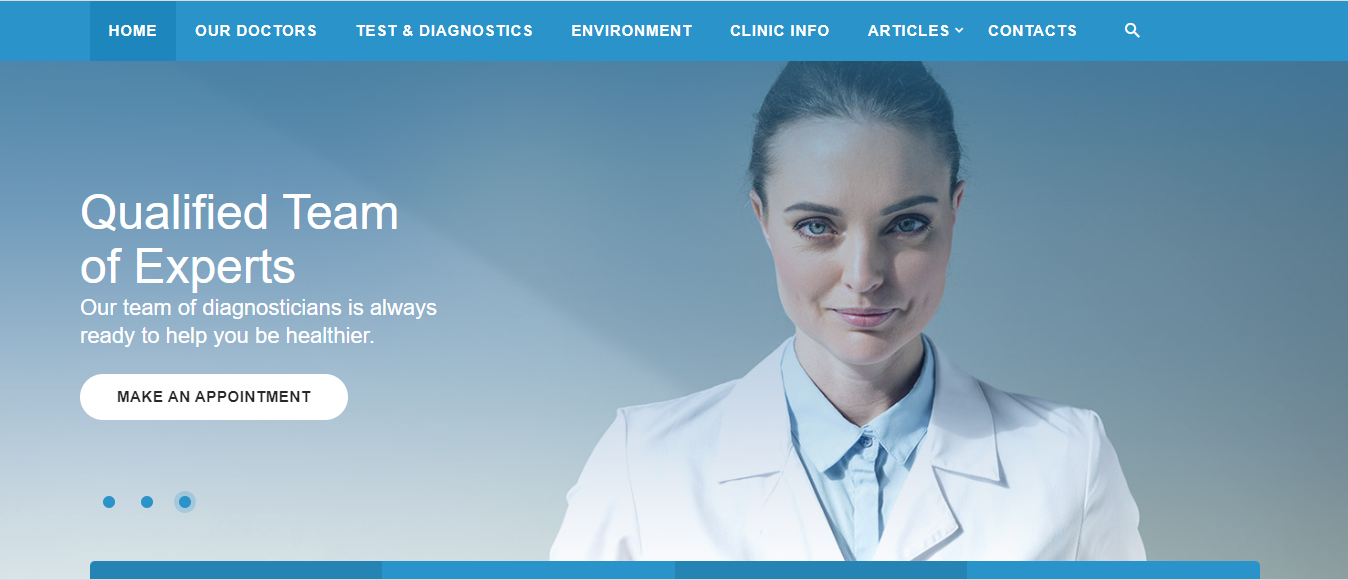 HOME OUR DOCTORS TEST & DIAGNOSTICS ENVIRONMENT CLINIC INFO ARTICLES CONTACTS
Qualified Team
of Experts
Our team of diagnosticians is always
ready to help you be healthier.
MAKE AN APPOINTMENT